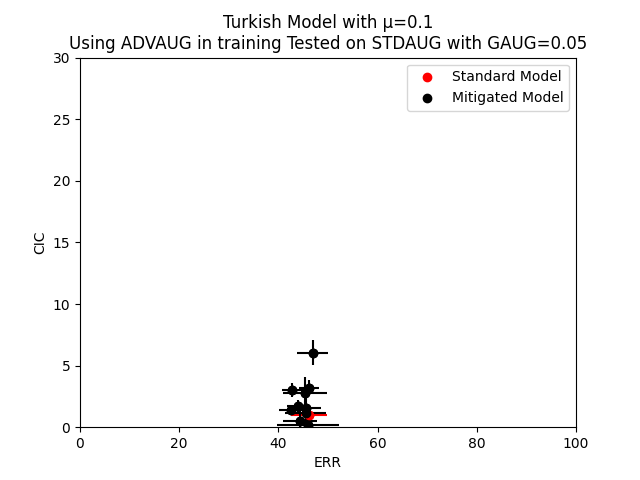 Turkish Model with μ=0.1
Using ADVAUG in training Tested on STDAUG with GAUG=0.05
Standard Model
Mitigated Model
CIC
30
25
20
15
10
5
0
0 20 40 60 80 100
ERR